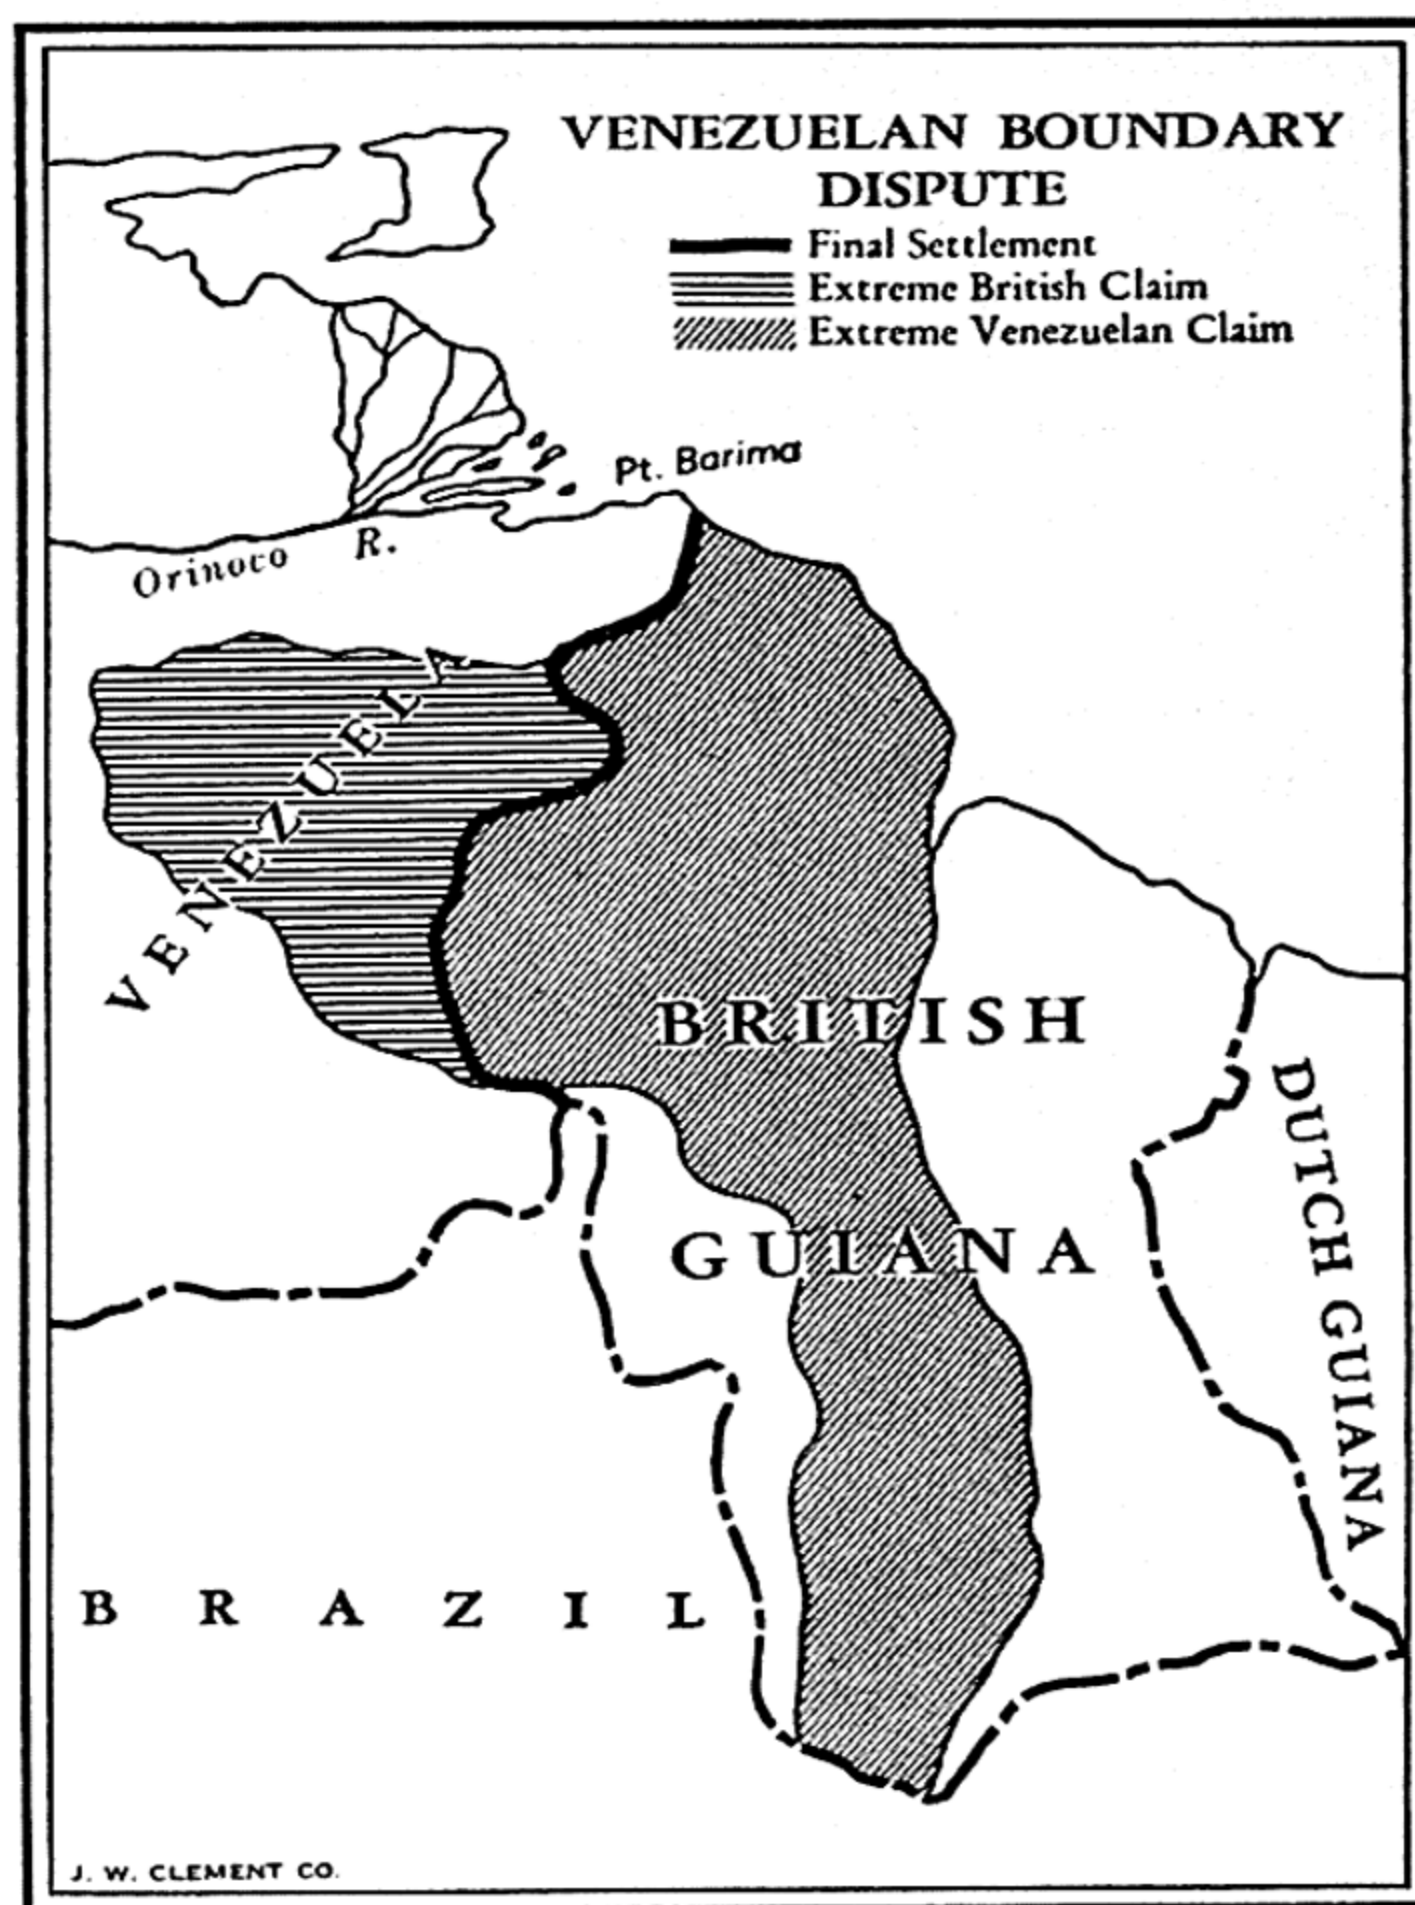 VENEZUELAN BOUNDARY
DISPUTE
Final Settlement
Extreme British Claim
Extreme Venezuelan Claim
Pt. Barima
Orinoco R.
VENEZUELA
BRITISH
GUIANA
DUTCH GUIANA
BRAZIL
J. W. CLEMENT CO.